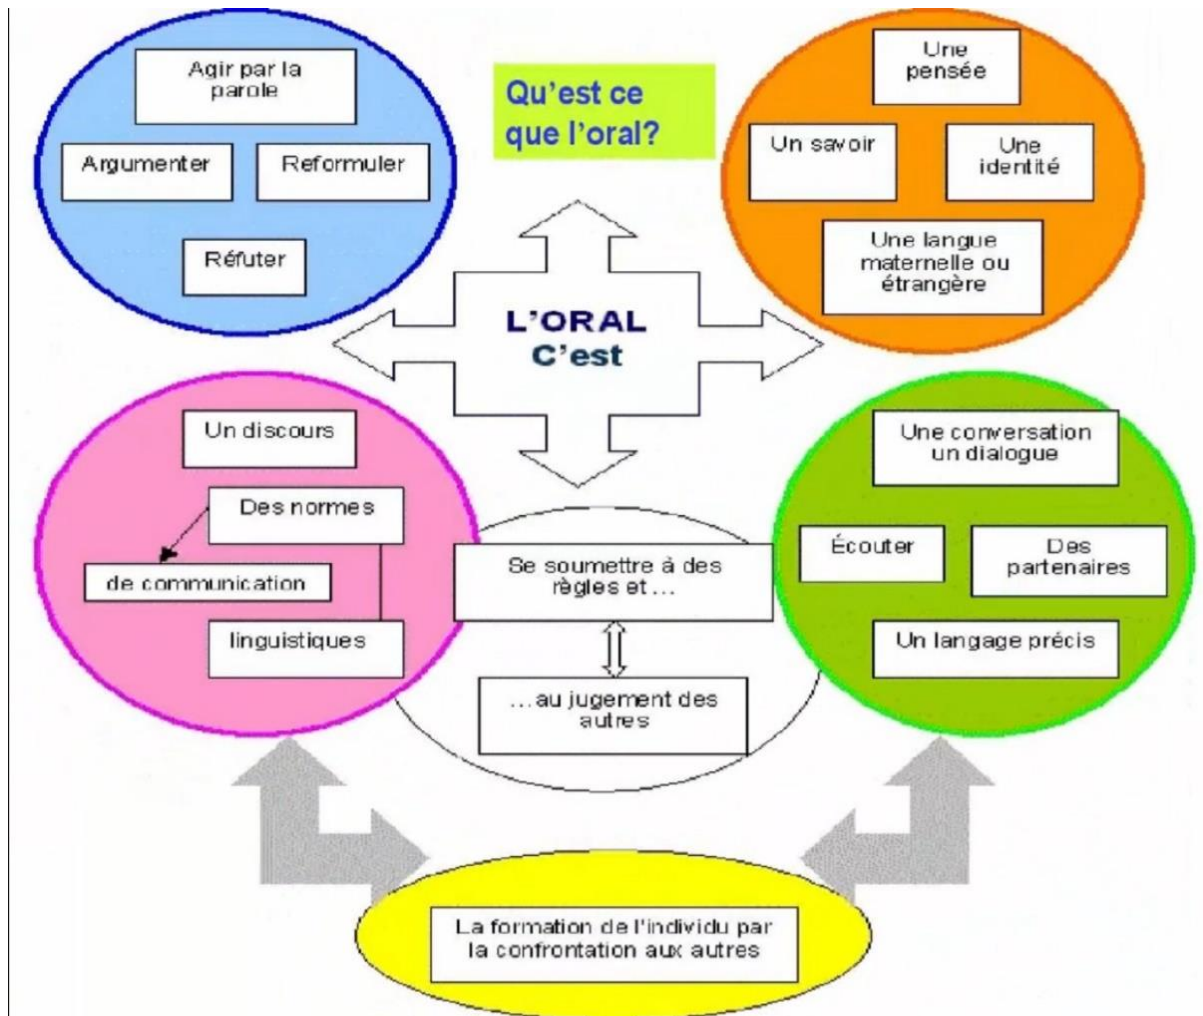 Qu'est ce
que l'oral?
Agir par la
parole
Argumenter
Reformuler
Réfuter
Une
pensée
Un savoir
Une
identité
Une langue
maternelle ou
étrangère
L'ORAL
C'est
Un discours
Des normes
de communication
linguistiques
Se soumettre à des
règles et ...
...au jugement des
autres
Une conversation
un dialogue
Écouter
Des
partenaires
Un langage précis
La formation de l'individu par
la confrontation aux autres